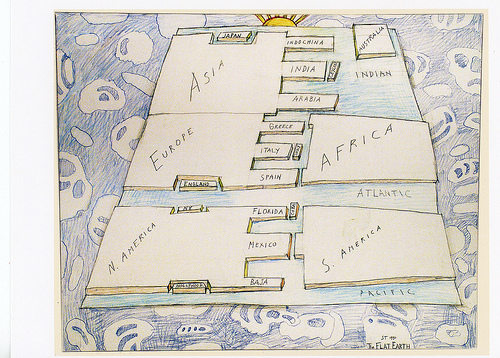 JAPAN
INDOCHINA
AUSTRALIA
ASIA
INDIA
INDIAN
ARABIA
GREECE
EUROPE
ITALY
AFRICA
SPAIN
ENGLAND
ATLANTIC
FLORIDA
N. AMERICA
MEXICO
S. AMERICA
BAJA
PACIFIC
THE FLAT EARTH